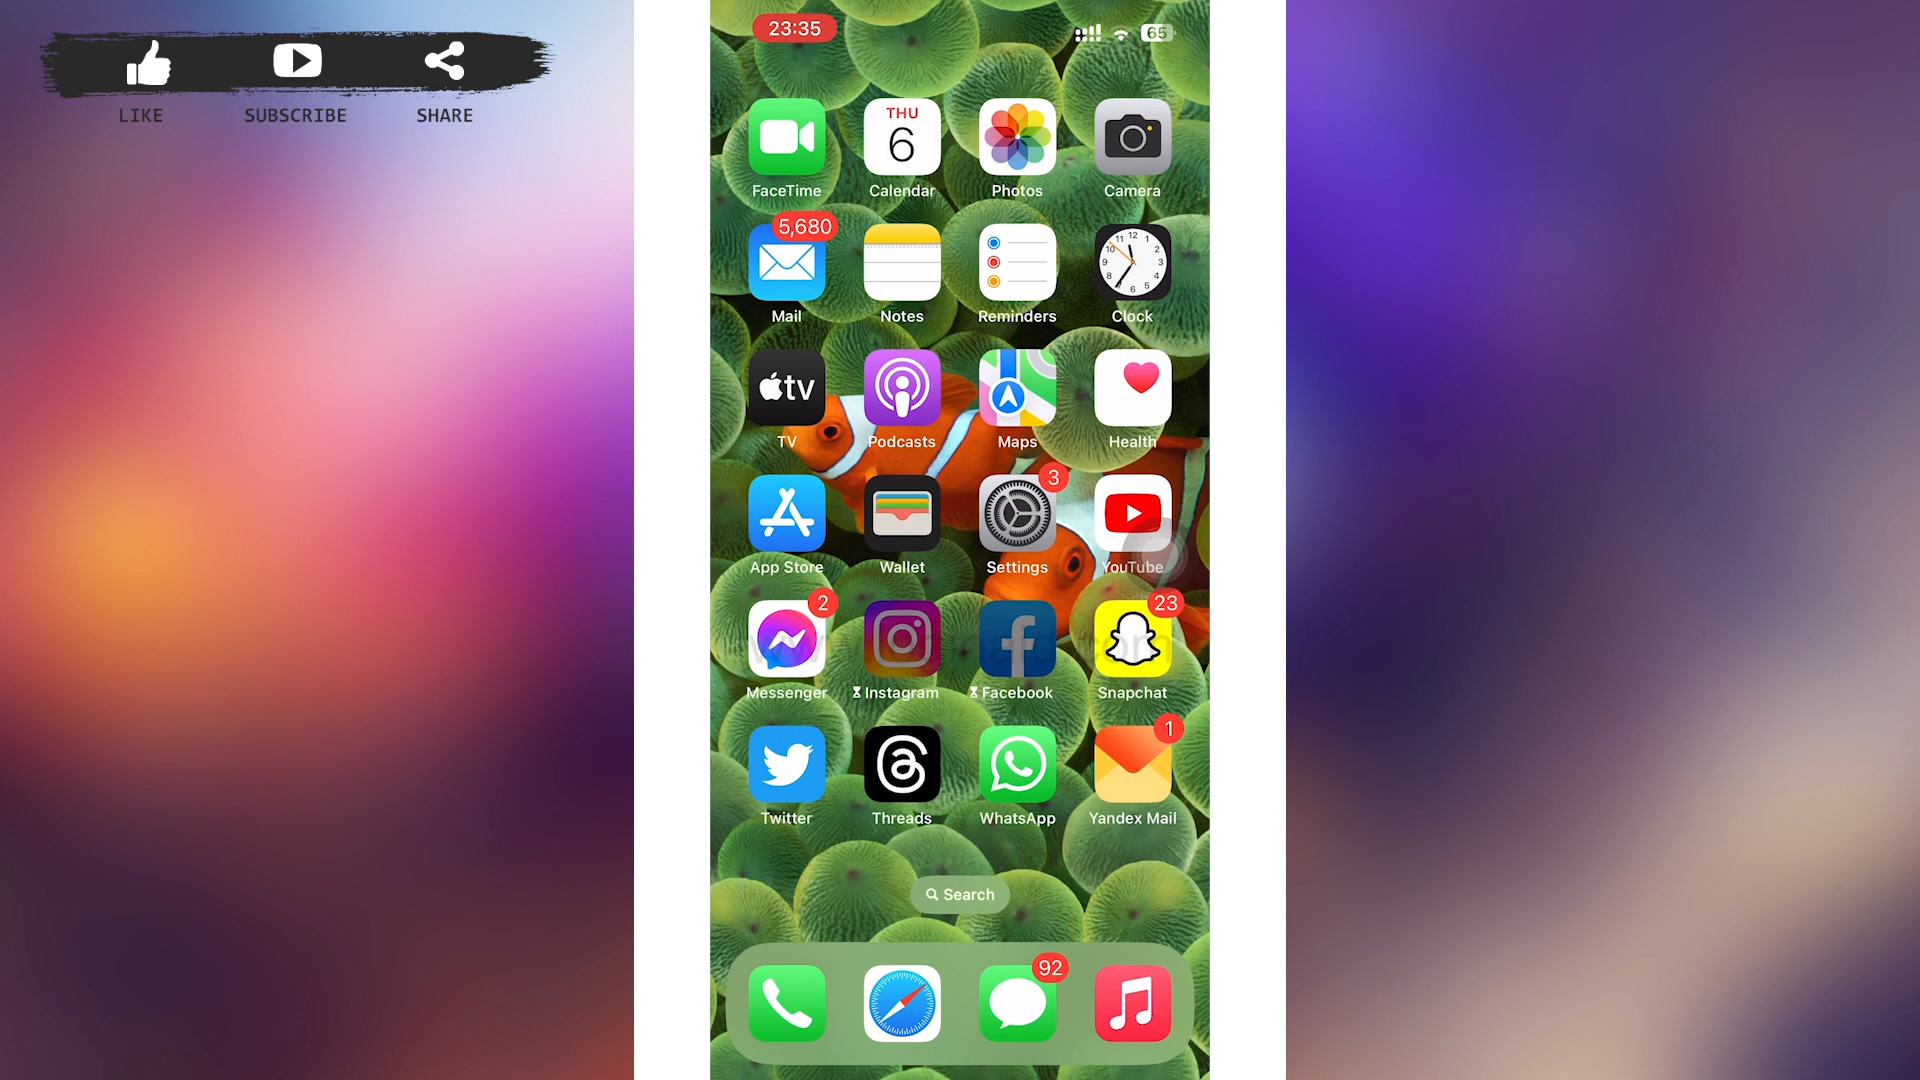 LIKE SUBSCRIBE SHARE
23:35
65
THU
6
FaceTime Calendar Photos Camera
5,680
Mail Notes Reminders Clock
tv
TV Podcasts Maps Health
3
App Store Wallet Settings YouTube
2
23
Messenger Instagram Facebook Snapchat
1
Twitter Threads WhatsApp Yandex Mail
Search
92